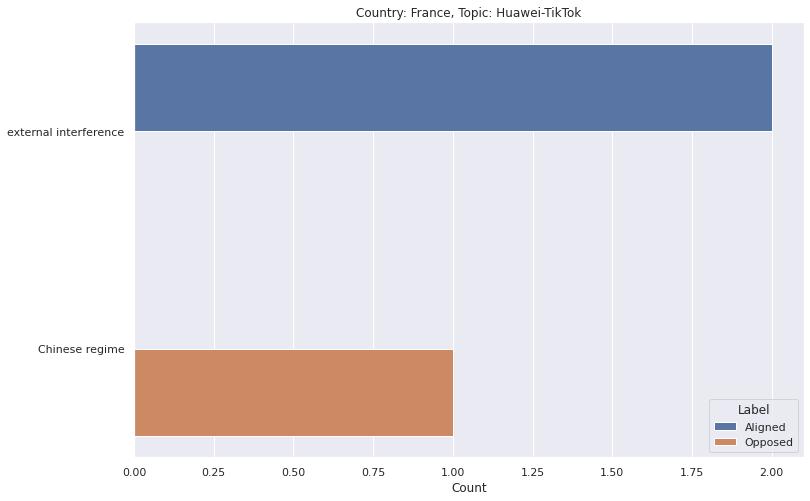 Country: France, Topic: Huawei-TikTok
external interference
Chinese regime
Label
Aligned
Opposed
0.00 0.25 0.50 0.75 1.00 1.25 1.50 1.75 2.00
Count